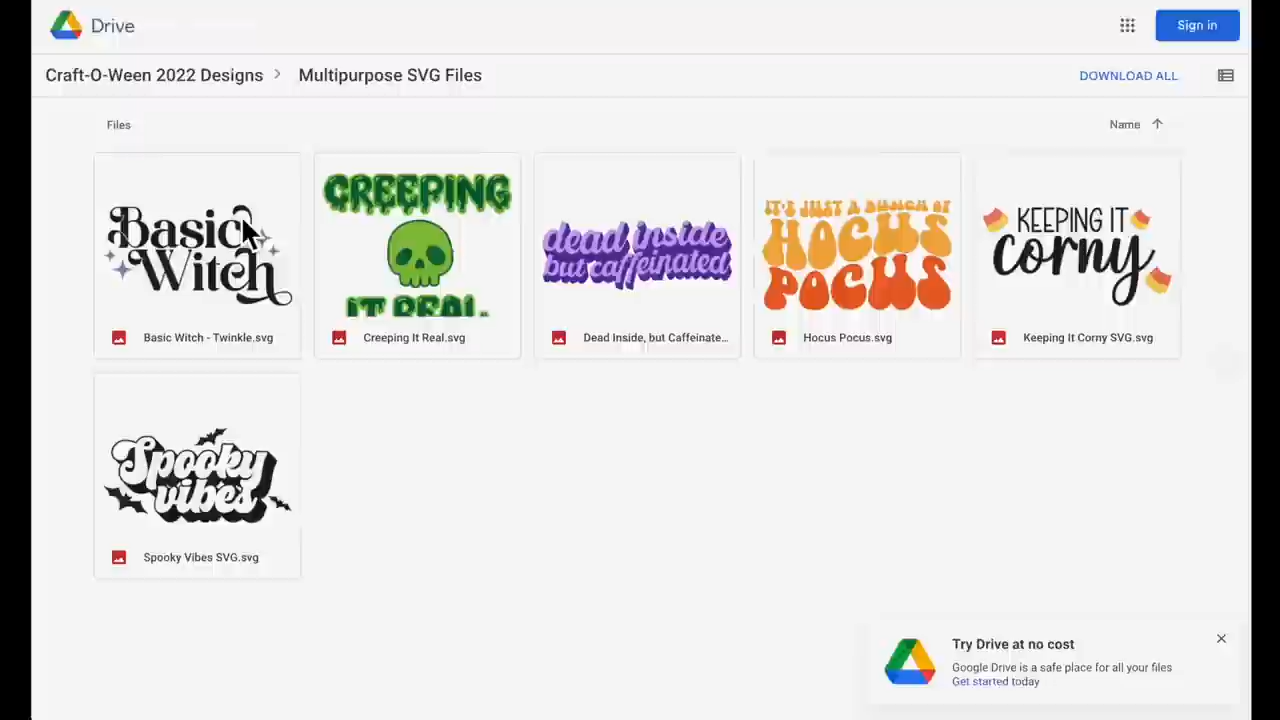 Drive
Sign in
Craft-O-Ween 2022 Designs > Multipurpose SVG Files
DOWNLOAD ALL
Files
Name
Basic
Witch
CREEPING
IT REAL
dead inside
but caffeinated
IT'S JUST A BUNCH OF
HOCUS
POCUS
KEEPING IT
corny
Basic Witch - Twinkle.svg
Creeping It Real.svg
Dead Inside, but Caffeinate...
Hocus Pocus.svg
Keeping It Corny SVG.svg
Spooky
vibes
Spooky Vibes SVG.svg
Try Drive at no cost
Google Drive is a safe place for all your files
Get started today